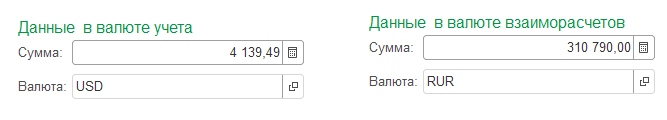 Данные в валюте учета
Сумма: 4 139,49
Валюта: USD
Данные в валюте взаиморасчетов
Сумма: 310 790,00
Валюта: RUR